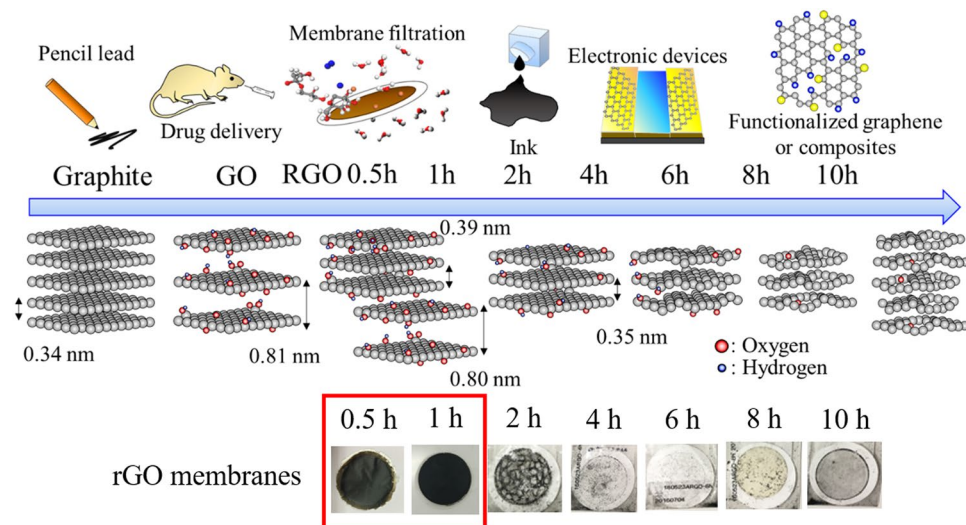 Membrane filtration
Pencil lead
Electronic devices
Drug delivery
Ink
Functionalized graphene
or composites
Graphite GO RGO 0.5h 1h 2h 4h 6h 8h 10h
0.39 nm
0.34 nm
0.81 nm
0.35 nm
0.80 nm
: Oxygen
: Hydrogen
0.5 h 1 h 2 h 4 h 6 h 8 h 10 h
rGO membranes